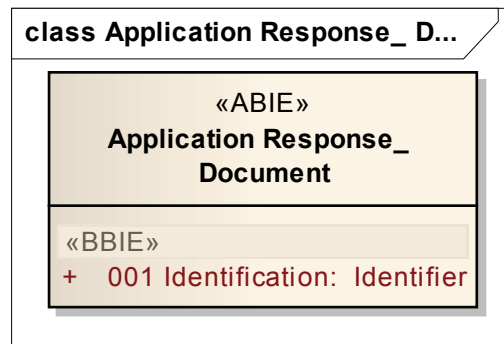 class Application Response_ D...
«ABIE»
Application Response_
Document
«BBIE»
+ 001 Identification: Identifier